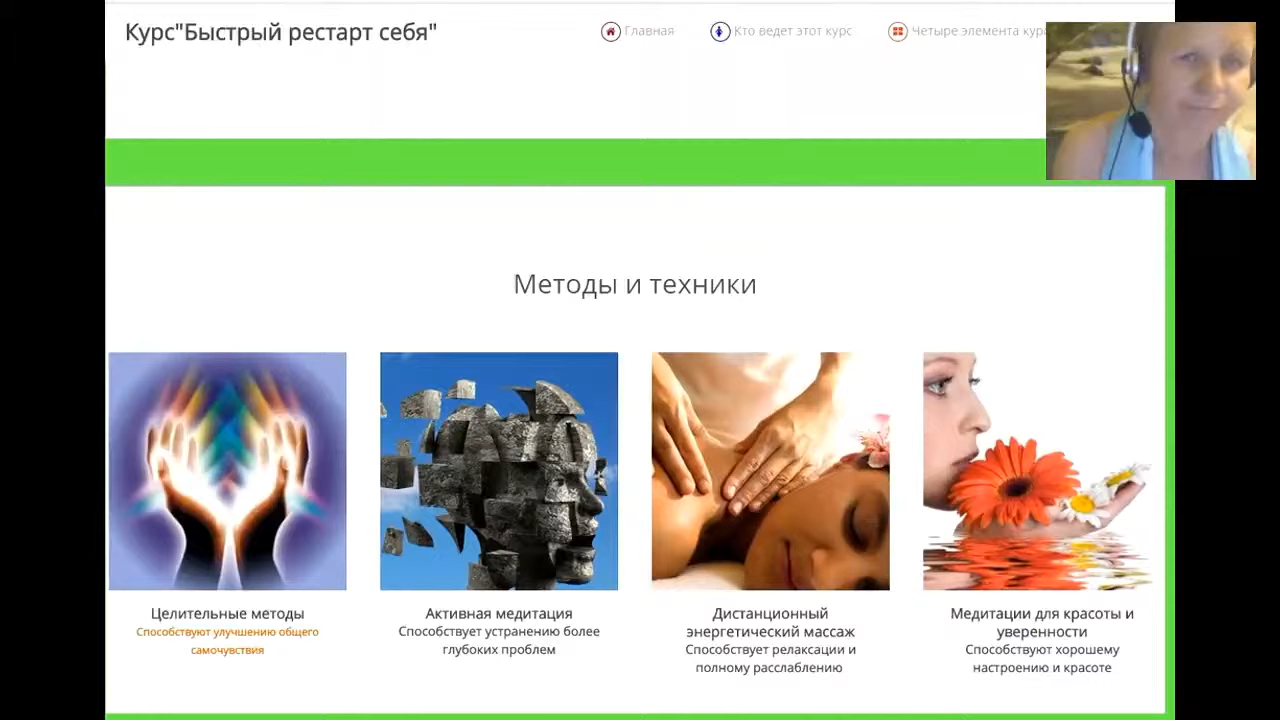 Курс"Быстрый рестарт себя"
Главная
Кто ведет этот курс
Четыре элемента
Методы и техники
Целительные методы
Способствуют улучшению общего
самочувствия
Активная медитация
Способствует устранению более
глубоких проблем
Дистанционный
энергетический массаж
Способствует релаксации и
полному расслаблению
Медитации для красоты и
уверенности
Способствуют хорошему
настроению и красоте